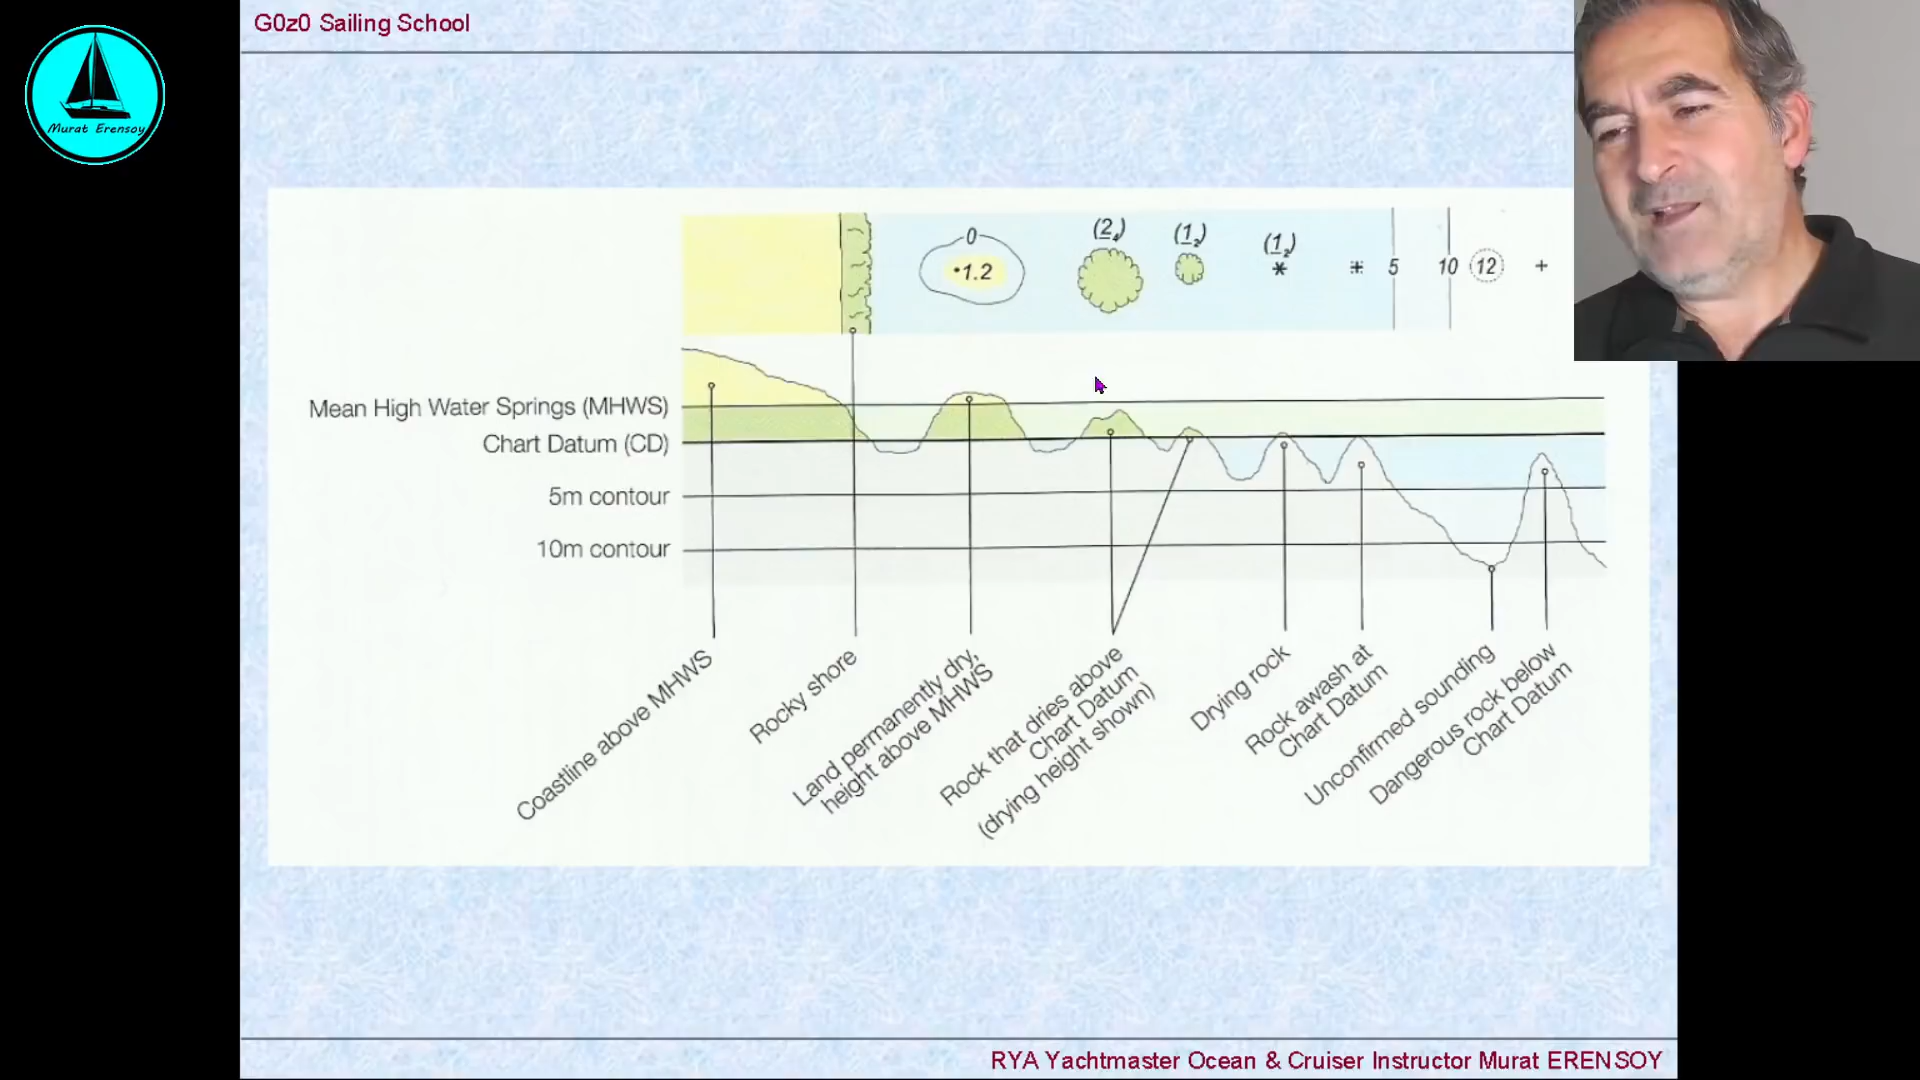 G0z0 Sailing School
Murat Erensoy
0
•1.2
(2₄)
(1₂)
(1₂)
5
10
12
Mean High Water Springs (MHWS)
Chart Datum (CD)
5m contour
10m contour
Coastline above MHWS
Rocky shore
Land permanently dry,
height above MHWS
Rock that dries above
Chart Datum
(drying height shown)
Drying rock
Rock awash at
Chart Datum
Unconfirmed sounding
Dangerous rock below
Chart Datum
RYA Yachtmaster Ocean & Cruiser Instructor Murat ERENSOY